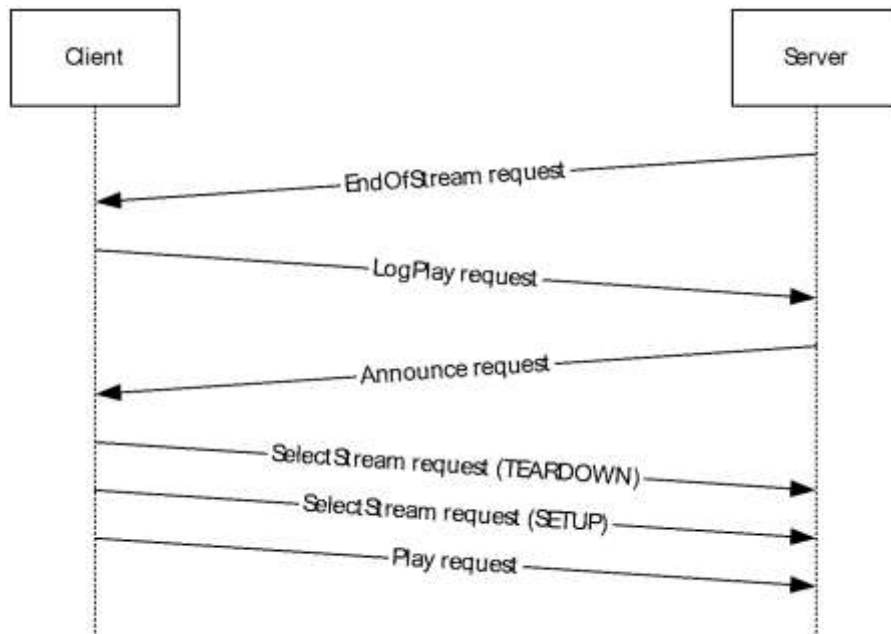 Client
Server
EndOfStream request
LogPlay request
Announce request
SelectStream request (TEARDOWN)
SelectStream request (SETUP)
Play request